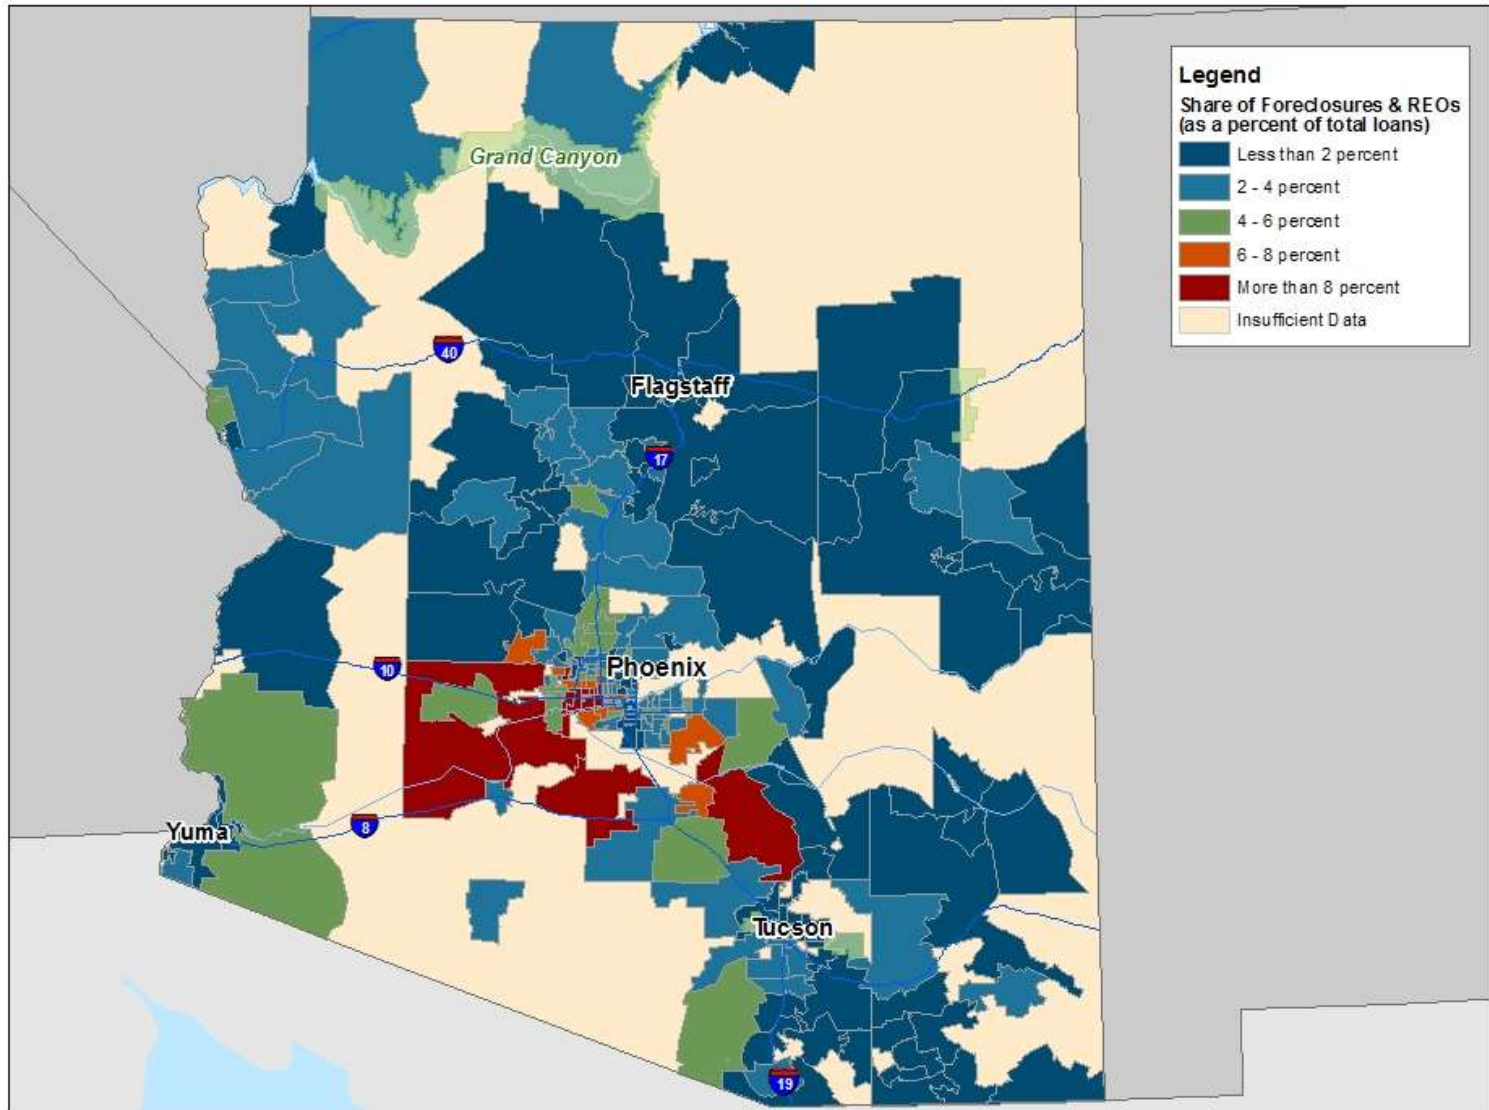 Legend
Share of Foreclosures & REOs
(as a percent of total loans)
Less than 2 percent
2 - 4 percent
4 - 6 percent
6 - 8 percent
More than 8 percent
Insufficient Data
Grand Canyon
40
Flagstaff
17
10
Phoenix
Yuma
8
Tucson
19